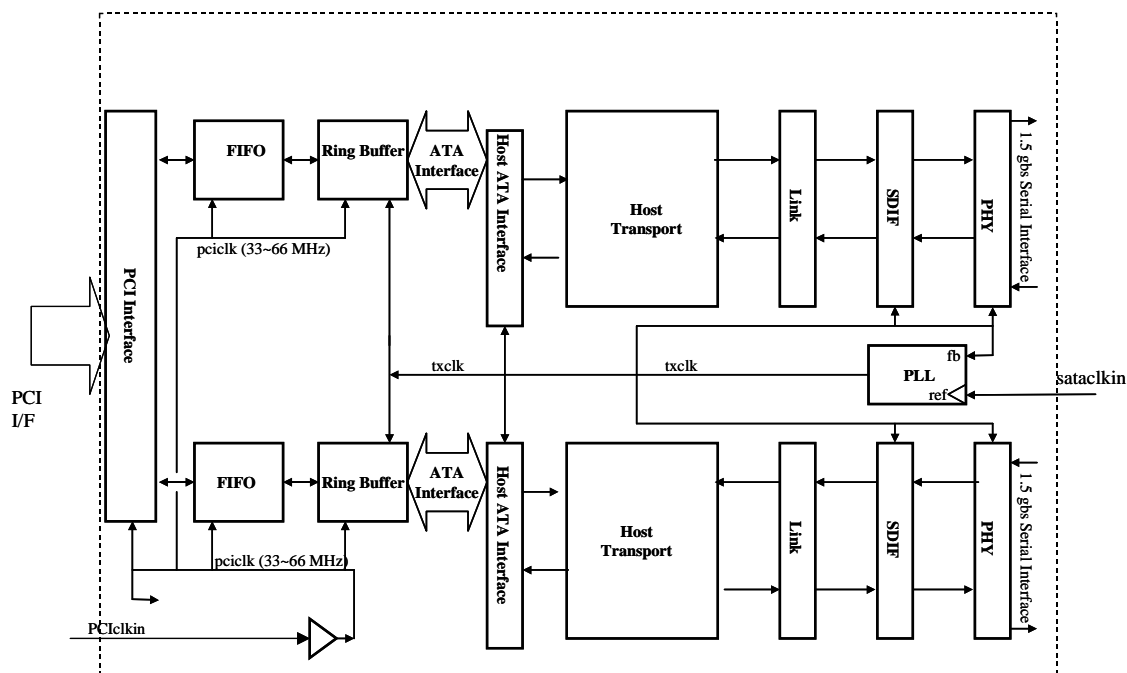 FIFO
Ring Buffer
ATA
Interface
Host ATA Interface
Host
Transport
Link
SDIF
PHY
1.5 gbs Serial Interface
pciclk (33~66 MHz)
PCI Interface
PCI
I/F
txclk
txclk
fb
PLL
ref
sataclkin
FIFO
Ring Buffer
ATA
Interface
Host ATA Interface
Host
Transport
Link
SDIF
PHY
1.5 gbs Serial Interface
pciclk (33~66 MHz)
PCIclkin